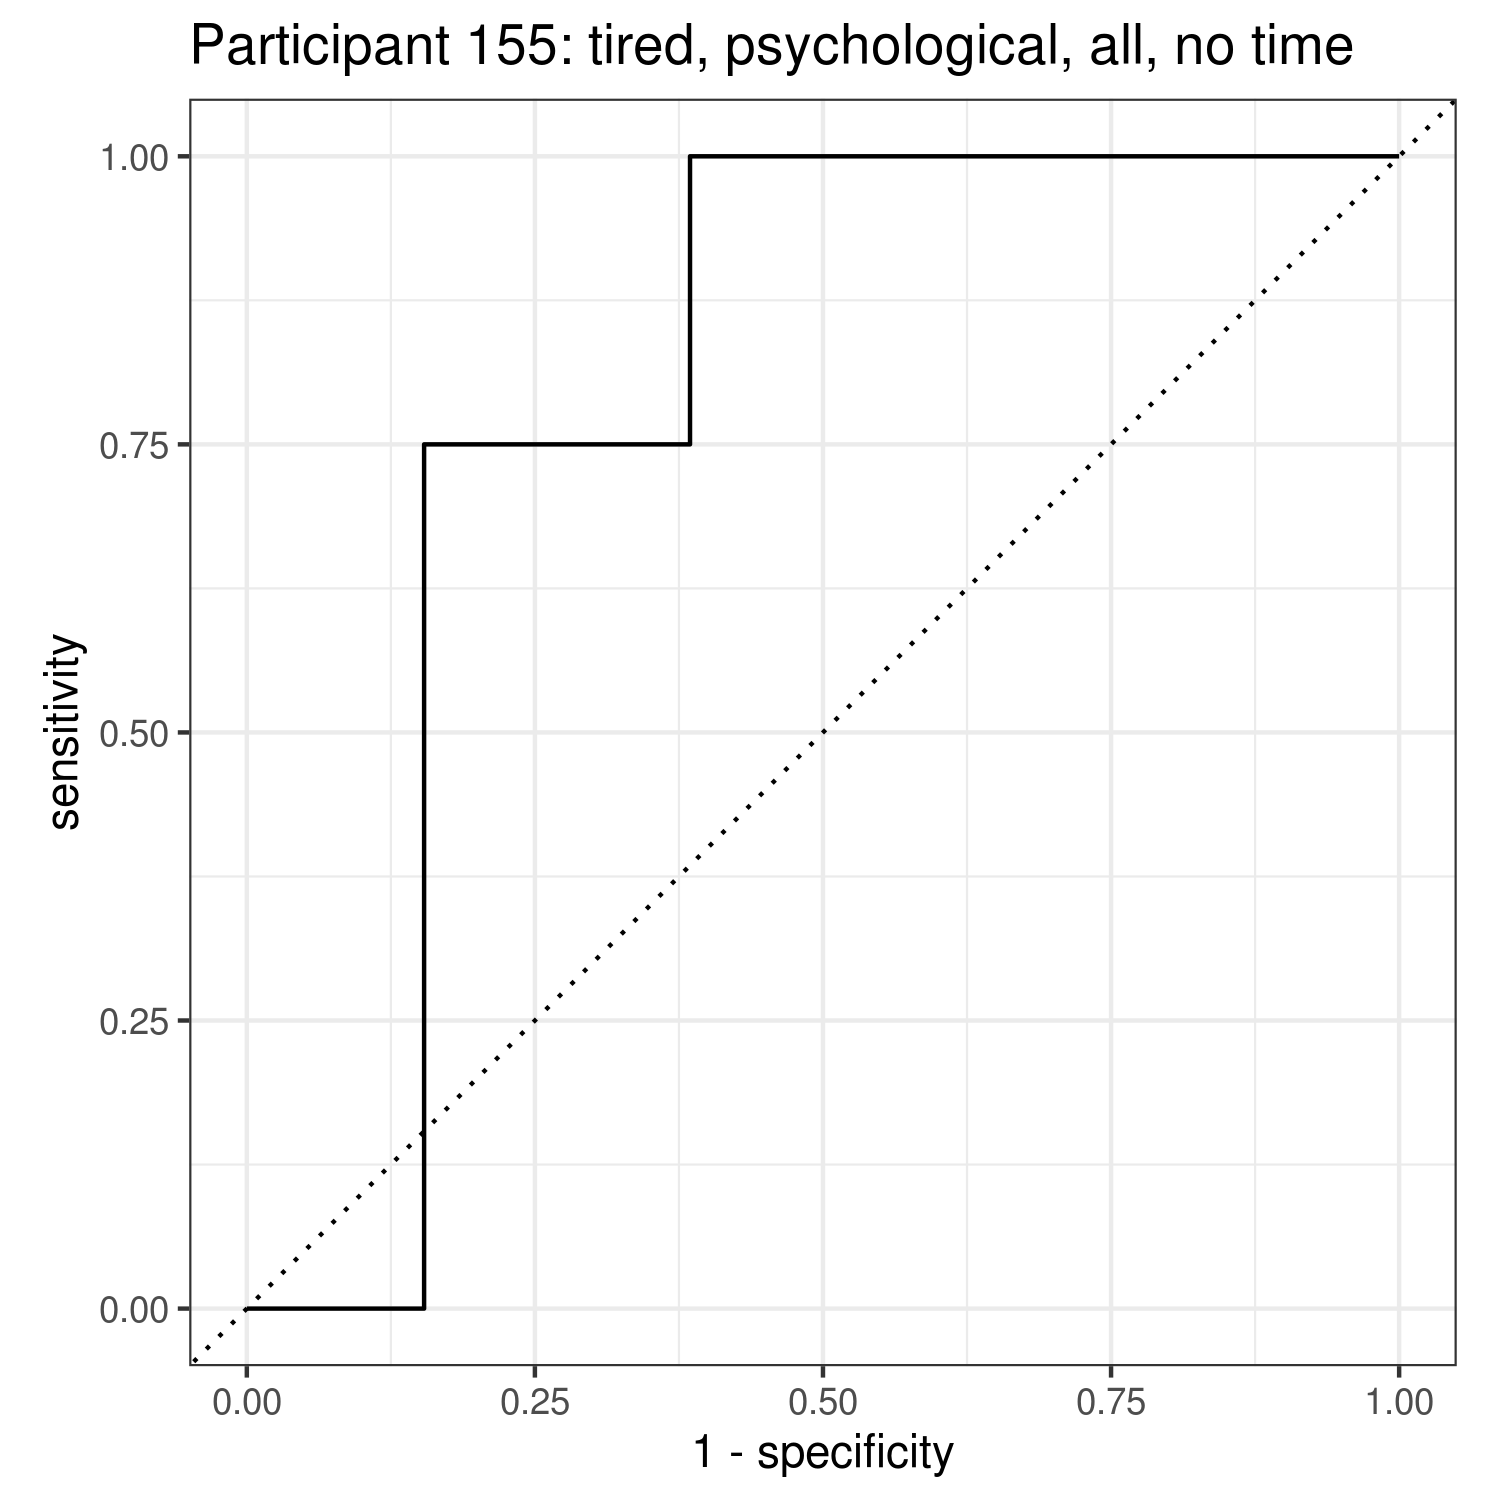 Participant 155: tired, psychological, all, no time
1.00
0.75
0.50
0.25
0.00
sensitivity
0.00 0.25 0.50 0.75 1.00
1 - specificity